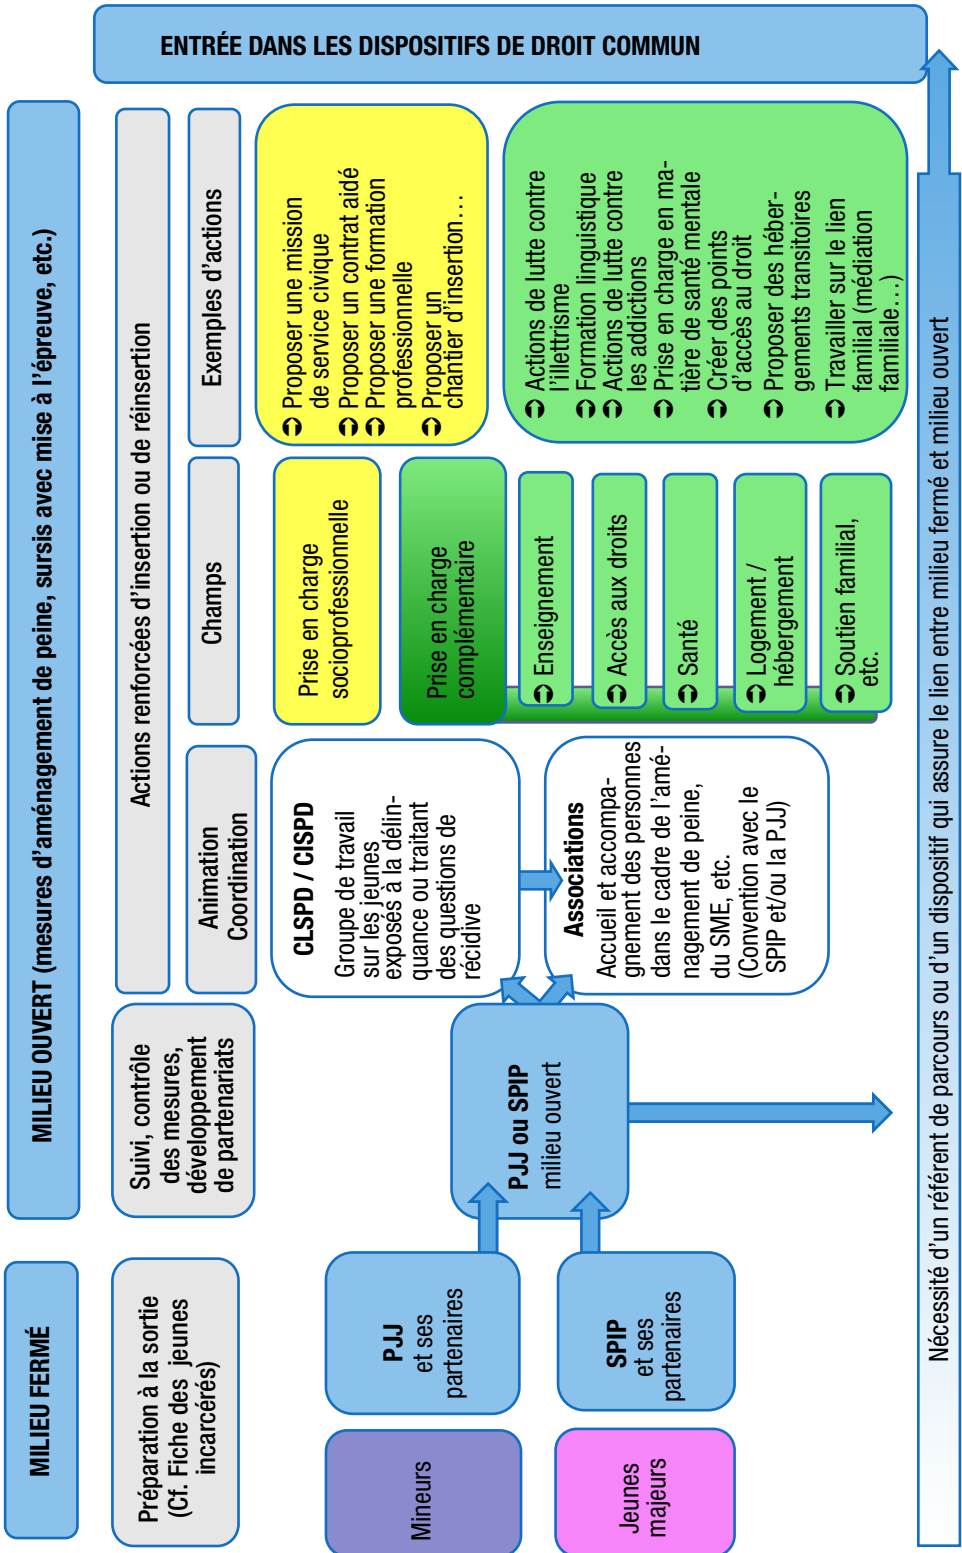 MILIEU FERMÉ
MILIEU OUVERT (mesures d'aménagement de peine, sursis avec mise à l'épreuve, etc.)
ENTRÉE DANS LES DISPOSITIFS DE DROIT COMMUN
Préparation à la sortie
(Cf. Fiche des jeunes
incarcérés)
Suivi, contrôle
des mesures,
développement
de partenariats
Actions renforcées d'insertion ou de réinsertion
Animation
Coordination
Champs
Exemples d'actions
Mineurs
PJJ
et ses
partenaires
Jeunes
majeurs
SPIP
et ses
partenaires
PJJ ou SPIP
milieu ouvert
CLSPD / CISPD
Groupe de travail
sur les jeunes
exposés à la délin-
quance ou traitant
des questions de
récidive
Associations
Accueil et accompa-
gnement des personnes
dans le cadre de l'amé-
nagement de peine,
du SME, etc.
(Convention avec le
SPIP et/ou la PJJ)
Prise en charge
socioprofessionnelle
Prise en charge
complémentaire
➲ Enseignement
➲ Accès aux droits
➲ Santé
➲ Logement /
hébergement
➲ Soutien familial,
etc.
➲ Proposer une mission
de service civique
➲ Proposer un contrat aidé
➲ Proposer une formation
professionnelle
➲ Proposer un
chantier d'insertion…
➲ Actions de lutte contre
l'illettrisme
➲ Formation linguistique
➲ Actions de lutte contre
les addictions
➲ Prise en charge en ma-
tière de santé mentale
➲ Créer des points
d'accès au droit
➲ Proposer des héber-
gements transitoires
➲ Travailler sur le lien
familial (médiation
familiale…)
Nécessité d'un référent de parcours ou d'un dispositif qui assure le lien entre milieu fermé et milieu ouvert